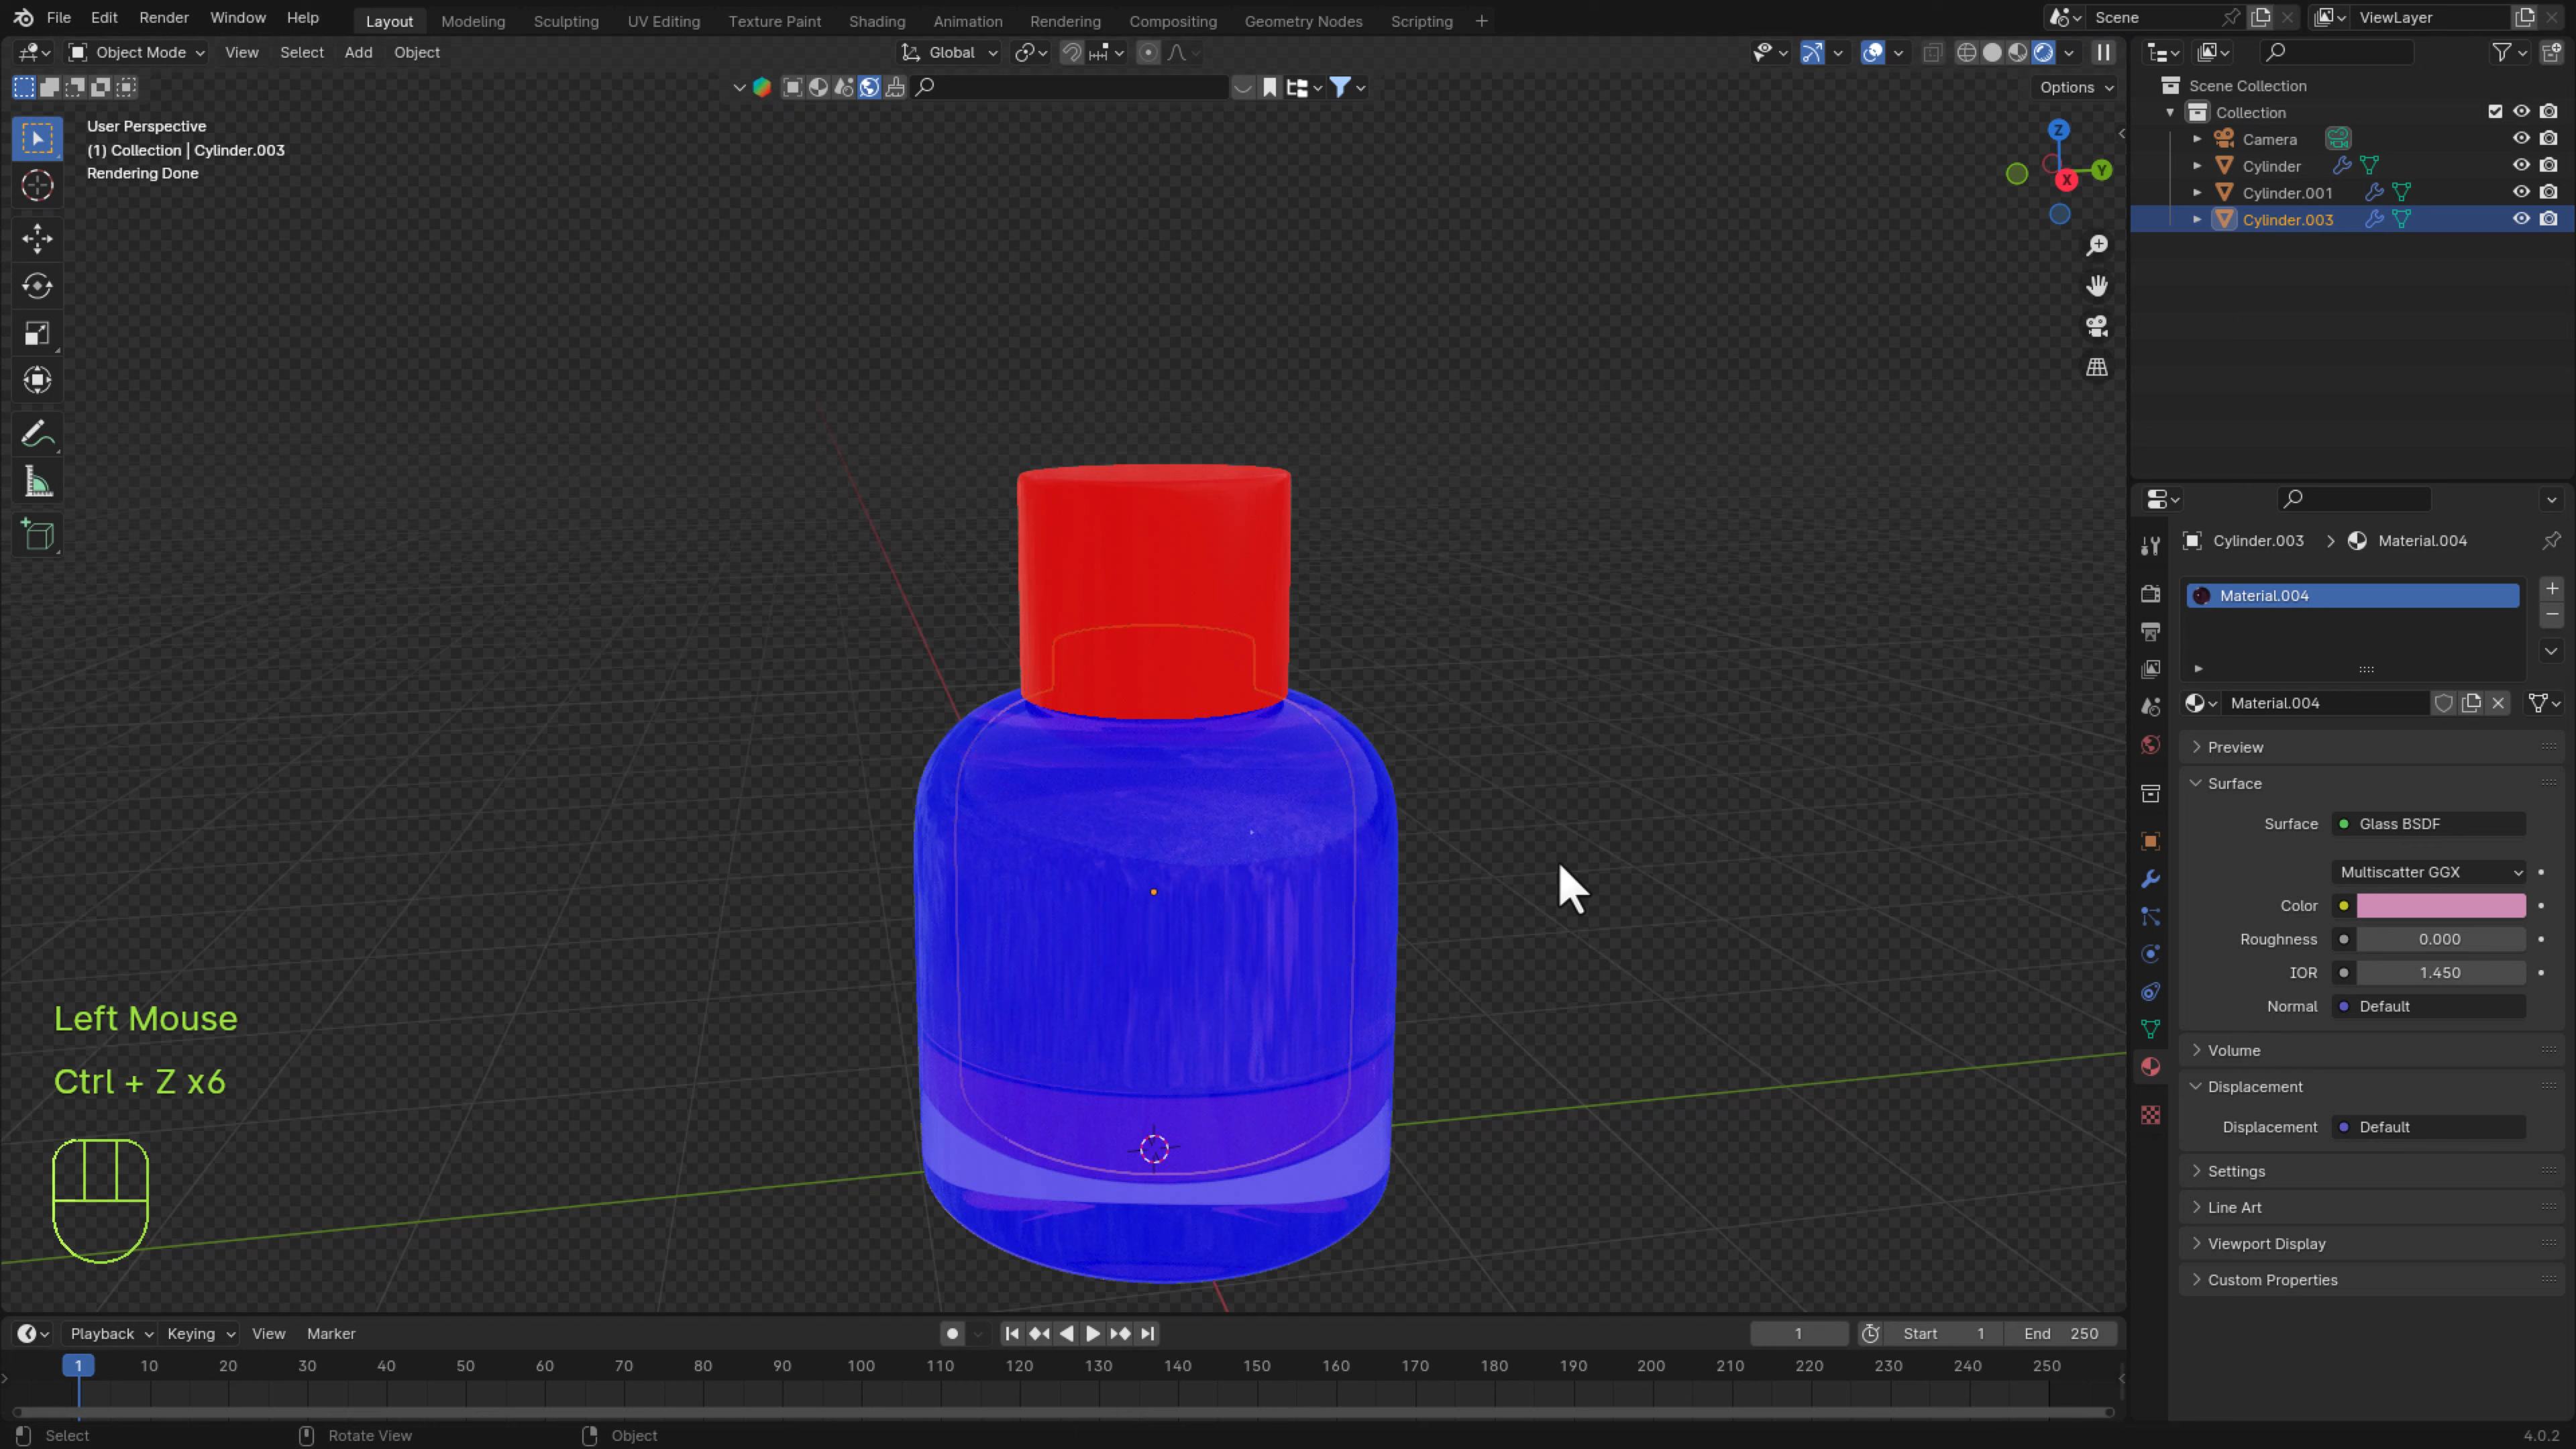 File Edit Render Window Help
Layout Modeling Sculpting UV Editing Texture Paint Shading Animation Rendering Compositing Geometry Nodes Scripting +
Scene
ViewLayer
Object Mode View Select Add Object
Global
Options
User Perspective
(1) Collection | Cylinder.003
Rendering Done
Z
Y
X
Left Mouse
Ctrl + Z x6
Scene Collection
Collection
Camera
Cylinder
Cylinder.001
Cylinder.003
Cylinder.003 > Material.004
Material.004
Material.004
Preview
Surface
Surface Glass BSDF
Multiscatter GGX
Color
Roughness 0.000
IOR 1.450
Normal Default
Volume
Displacement
Displacement Default
Settings
Line Art
Viewport Display
Custom Properties
Playback Keying View Marker
1 Start 1 End 250
1 10 20 30 40 50 60 70 80 90 100 110 120 130 140 150 160 170 180 190 200 210 220 230 240 250
Select Rotate View Object
4.0.2